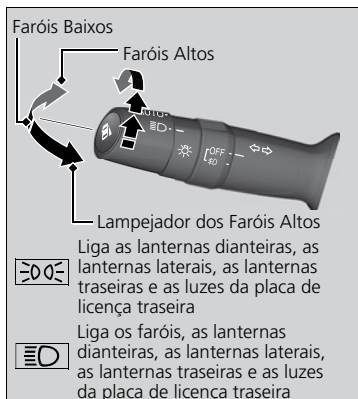 Faróis Baixos
Faróis Altos
AUTO
OFF
Lampejador dos Faróis Altos
Liga as lanternas dianteiras, as
lanternas laterais, as lanternas
traseiras e as luzes da placa de
licença traseira
Liga os faróis, as lanternas
dianteiras, as lanternas laterais,
as lanternas traseiras e as luzes
da placa de licença traseira